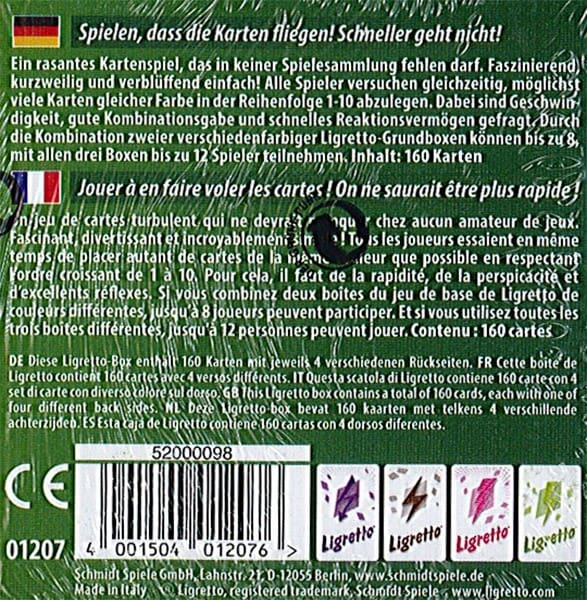 Spielen, dass die Karten fliegen! Schneller geht nicht!
Ein rasantes Kartenspiel, das in keiner Spielesammlung fehlen darf. Faszinierend
kurzweilig und verblüffend einfach! Alle Spieler versuchen gleichzeitig, möglichst
viele Karten gleicher Farbe in der Reihenfolge 1-10 abzulegen. Dabei sind Geschwin
digkeit, gute Kombinationsgabe und schnelles Reaktionsvermögen gefragt. Durch
die Kombination zweier verschiedenfarbiger Ligretto-Grundboxen können bis zu 8,
mit allen drei Boxen bis zu 12 Spieler teilnehmen. Inhalt: 160 Karten
Jouer à en faire voler les cartes ! On ne saurait être plus rapide !
Un jeu de cartes turbulent qui ne chez aucun amateur de jeux.
Fascinant, divertissant et incroyablement ! Tous les joueurs essaient en même
temps de placer autant de cartes de la que possible en respectant
l'ordre croissant de 1 à 10. Pour cela, il faut de la rapidité, de la perspicacité et
d'excellents réflexes. Si vous combinez deux boîtes du jeu de base de Ligretto de
couleurs différentes, jusqu'à 8 joueurs peuvent participer. Et si vous utilisez toutes les
trois boîtes différentes, jusqu'à 12 personnes peuvent jouer. Contenu : 160 cartes
DE Diese Ligretto-Box enthält 160 Karten mit jeweils 4 verschiedenen Rückseiten. FR Cette boîte de
Ligretto contient 160 cartes avec 4 versos différents. IT Questa scatola di Ligretto contiene 160 carte con 4
set di carte con diverso colore sul dorso. GB This Ligretto box contains a total of 160 cards, each with one of
four different back sides. NL Deze Ligretto-box bevat 160 kaarten met telkens 4 verschillende
achterzijden. ES Esta caja de Ligretto contiene 160 cartas con 4 dorsos diferentes.
52000098
CE
01207
4 001504 012076 >
Ligretto Ligretto Ligretto Ligretto
Schmidt Spiele GmbH, Lahnstr. 21, D-12055 Berlin, www.schmidtspiele.de
Made in Italy Ligretto, registered trademark, Schmidt Spiele